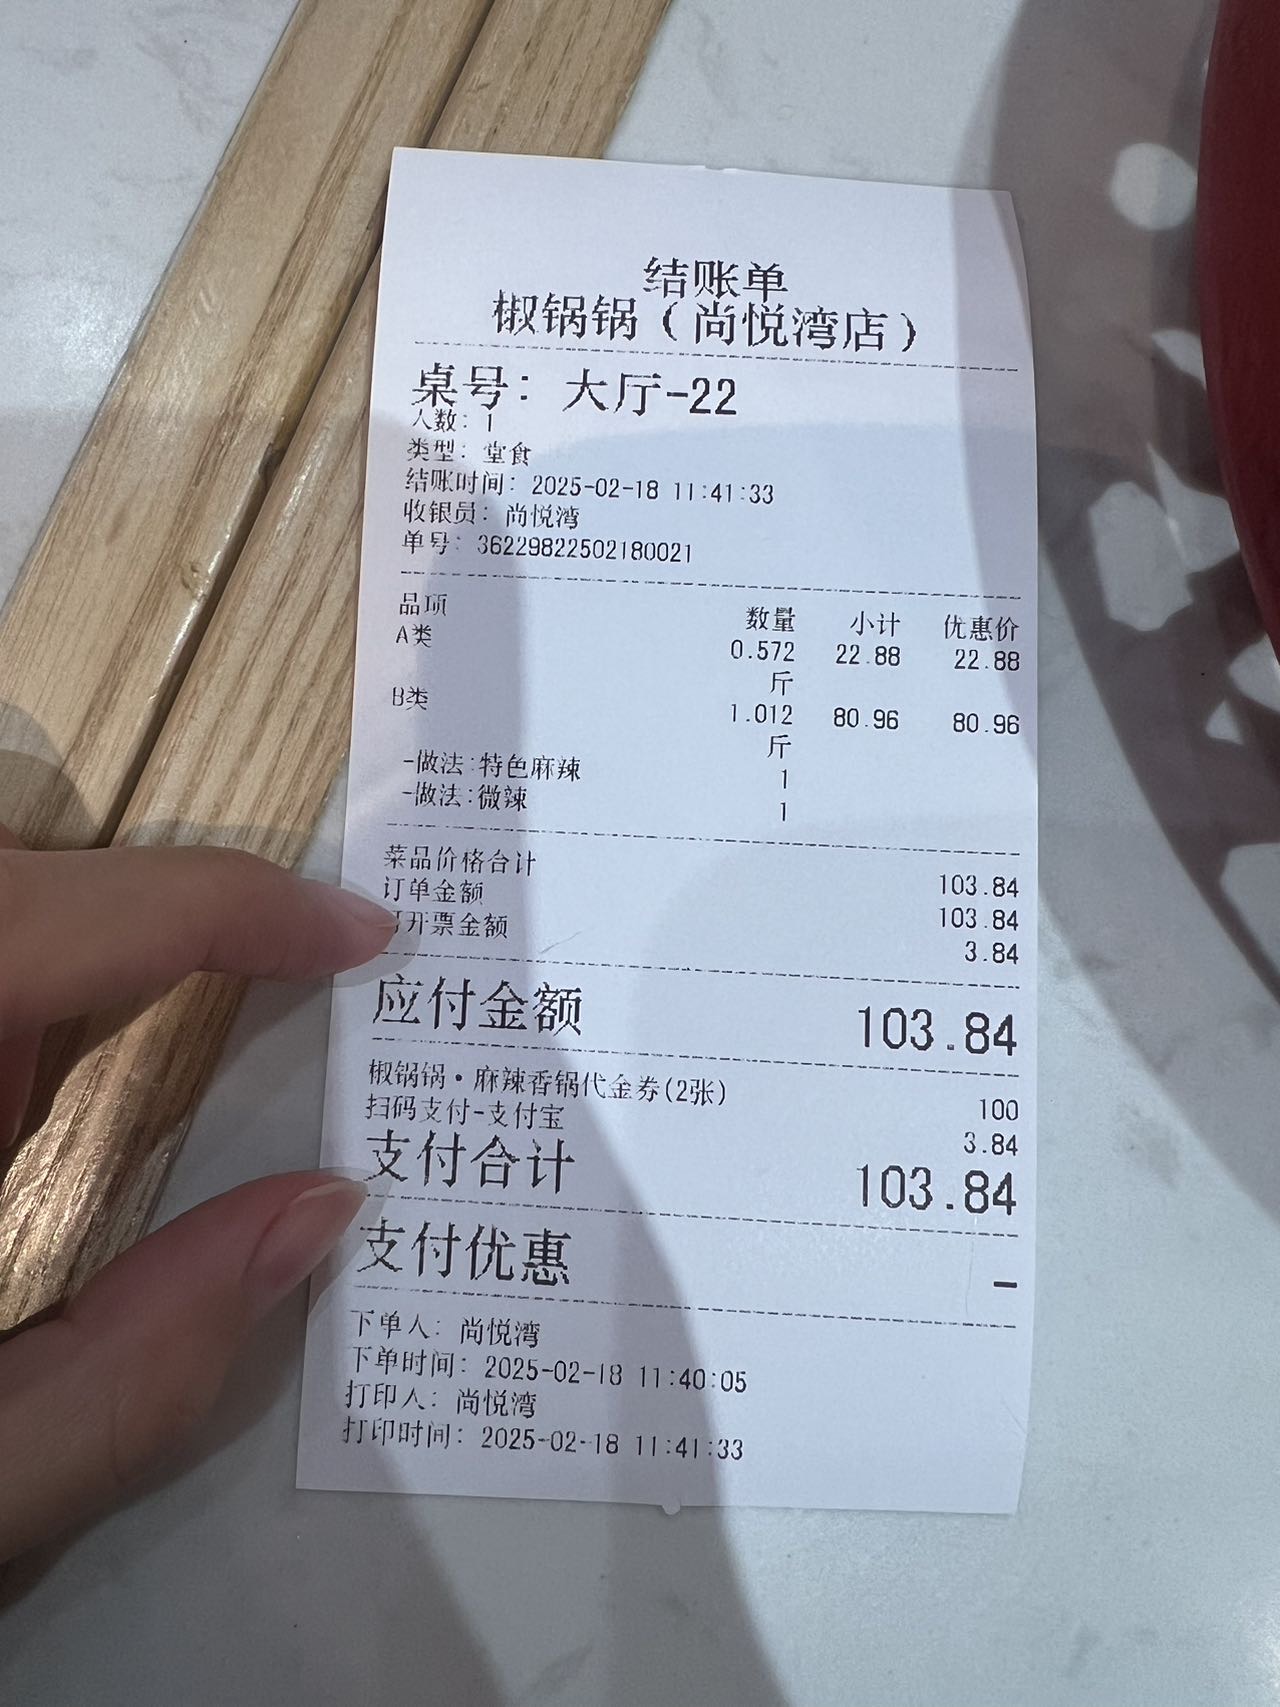 结账单
椒锅锅（尚悦湾店）
桌号：大厅-22
人数：1
类型：堂食
结账时间：2025-02-18 11:41:33
收银员：尚悦湾
单号：36229822502180021
品项 数量 小计 优惠价
A类 0.572 22.88 22.88
斤
B类 1.012 80.96 80.96
斤
-做法:特色麻辣 1
-做法:微辣 1
菜品价格合计 103.84
订单金额 103.84
开票金额 3.84
应付金额 103.84
椒锅锅·麻辣香锅代金券(2张) 100
扫码支付-支付宝 3.84
支付合计 103.84
支付优惠 -
下单人：尚悦湾
下单时间：2025-02-18 11:40:05
打印人：尚悦湾
打印时间：2025-02-18 11:41:33